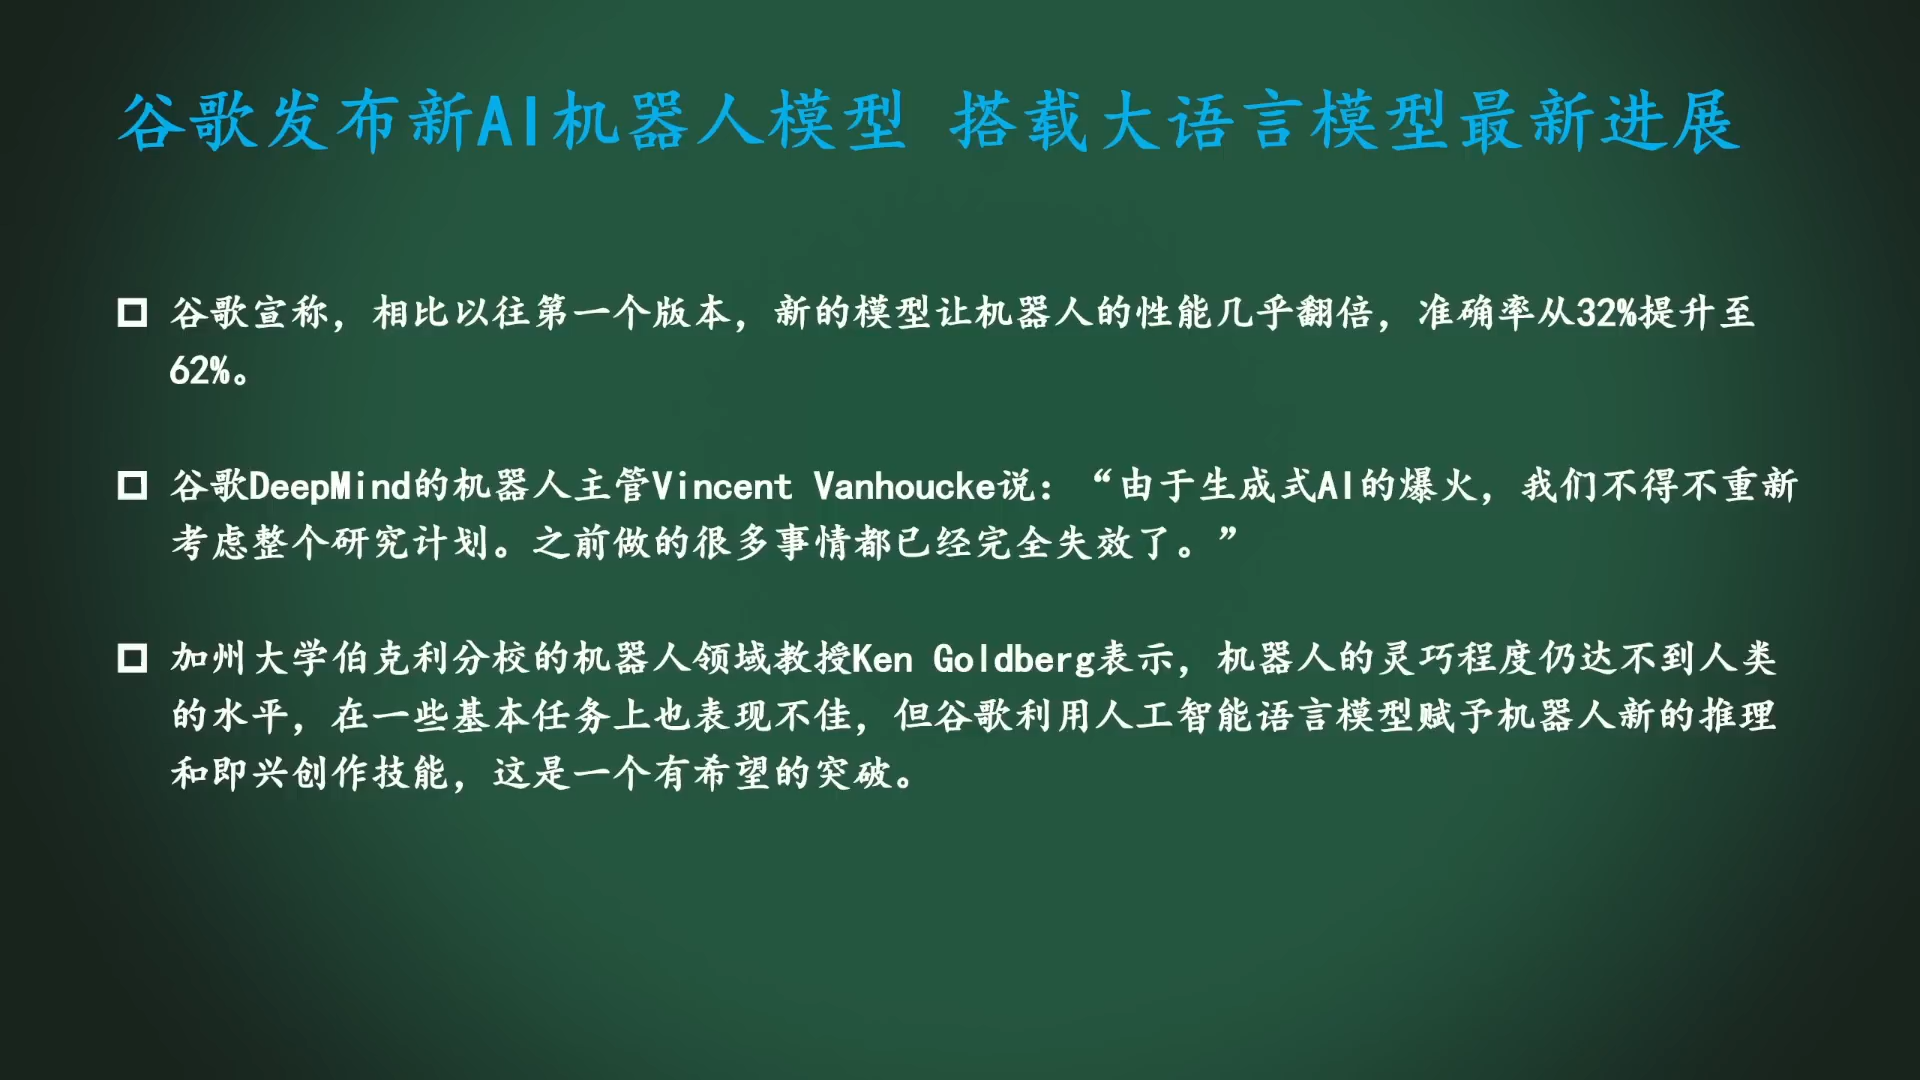 谷歌发布新AI机器人模型 搭载大语言模型最新进展
谷歌宣称，相比以往第一个版本，新的模型让机器人的性能几乎翻倍，准确率从32%提升至
62%。
谷歌DeepMind的机器人主管Vincent Vanhoucke说：“由于生成式AI的爆火，我们不得不重新
考虑整个研究计划。之前做的很多事情都已经完全失效了。”
加州大学伯克利分校的机器人领域教授Ken Goldberg表示，机器人的灵巧程度仍达不到人类
的水平，在一些基本任务上也表现不佳，但谷歌利用人工智能语言模型赋予机器人新的推理
和即兴创作技能，这是一个有希望的突破。